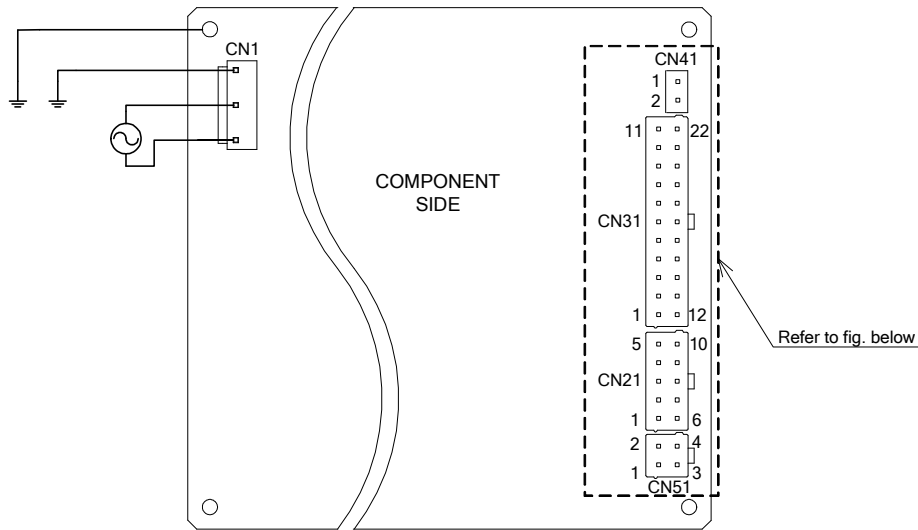 CN1
CN41
1
2
11 22
COMPONENT
SIDE
CN31
1 12
Refer to fig. below
5 10
CN21
1 6
2 4
1 3
CN51